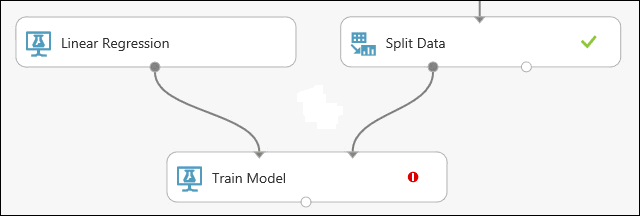 Linear Regression
Split Data
Train Model